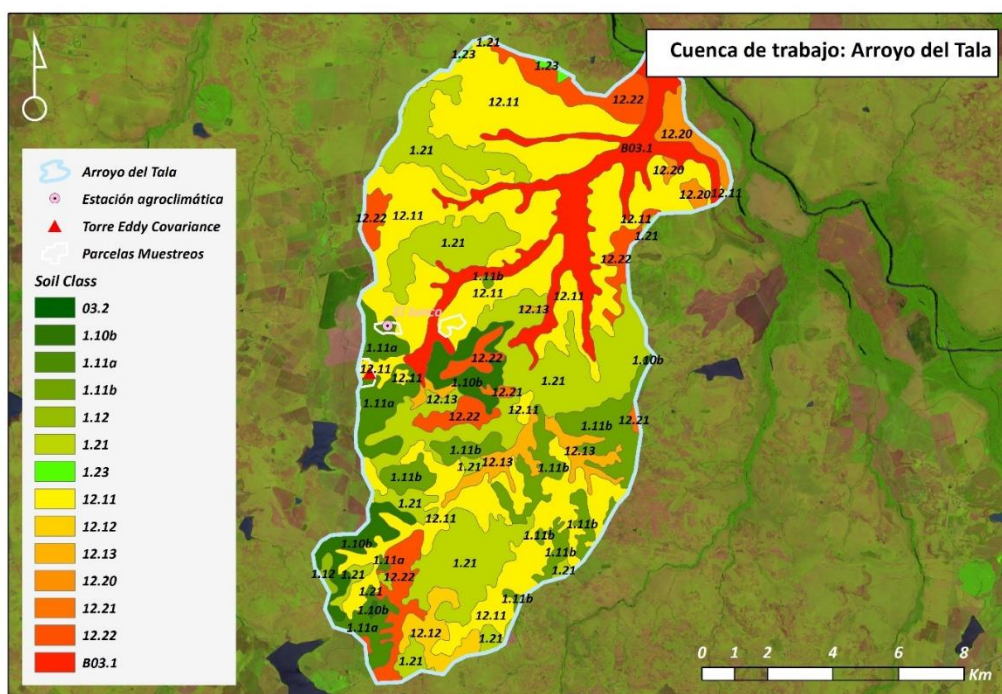 Cuenca de trabajo: Arroyo del Tala
Arroyo del Tala
Estación agroclimática
Torre Eddy Covariance
Parcelas Muestreos
Soil Class
03.2
1.10b
1.11a
1.11b
1.12
1.21
1.23
12.11
12.12
12.13
12.20
12.21
12.22
B03.1
1.21
1.23
1.23
12.11
12.22
12.20
1.21
B03.1
12.20
12.20
12.11
12.22
12.11
12.11
1.21
1.21
12.22
1.11b
12.11
12.11
12.13
1.11a
12.22
1.10b
12.11
12.11
1.10b
1.21
1.11a
12.13
12.21
12.22
12.11
1.11b
12.21
1.11b
1.21
12.13
12.13
1.11b
1.11b
1.21
12.11
1.11b
1.11b
1.10b
1.11b
1.11a
1.21
1.12
1.21
12.22
1.21
1.21
1.10b
1.11b
12.11
1.11a
12.12
1.21
1.21
0 1 2 4 6 8
Km